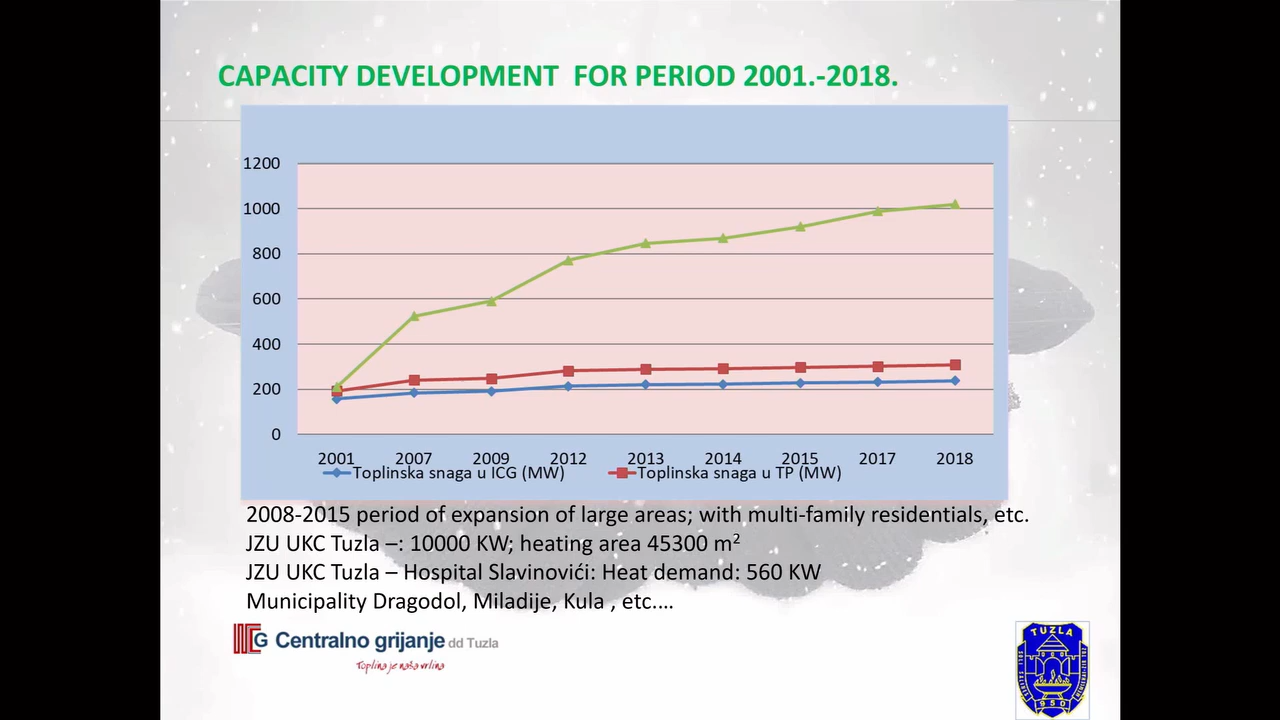 CAPACITY DEVELOPMENT FOR PERIOD 2001.-2018.
1200
1000
800
600
400
200
0
2001 2007 2009 2012 2013 2014 2015 2017 2018
Toplinska snaga u ICG (MW) Toplinska snaga u TP (MW)
2008-2015 period of expansion of large areas; with multi-family residentials, etc.
JZU UKC Tuzla –: 10000 KW; heating area 45300 m²
JZU UKC Tuzla – Hospital Slavinovići: Heat demand: 560 KW
Municipality Dragodol, Miladije, Kula , etc.…
Centralno grijanje dd Tuzla
Toplina je naša vrlina
TUZLA
950